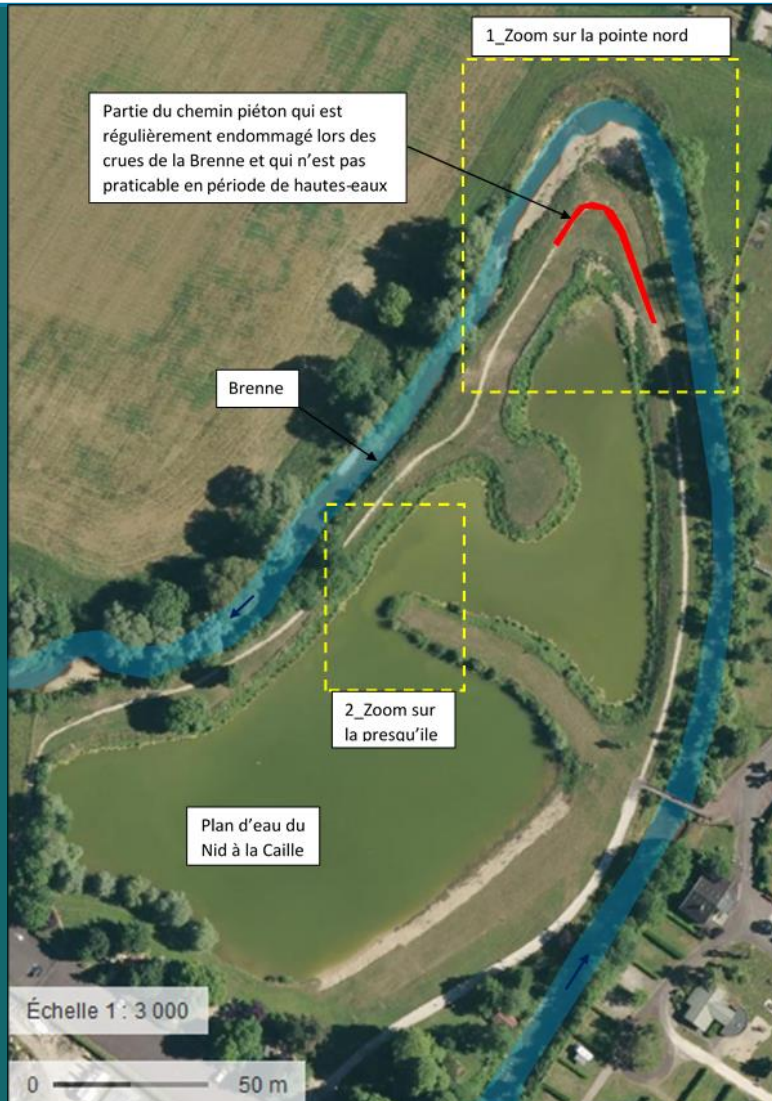 1_Zoom sur la pointe nord
Partie du chemin piéton qui est
régulièrement endommagé lors des
crues de la Brenne et qui n’est pas
praticable en période de hautes-eaux
Brenne
2_Zoom sur
la presqu’ile
Plan d’eau du
Nid à la Caille
Échelle 1 : 3 000
0 50 m